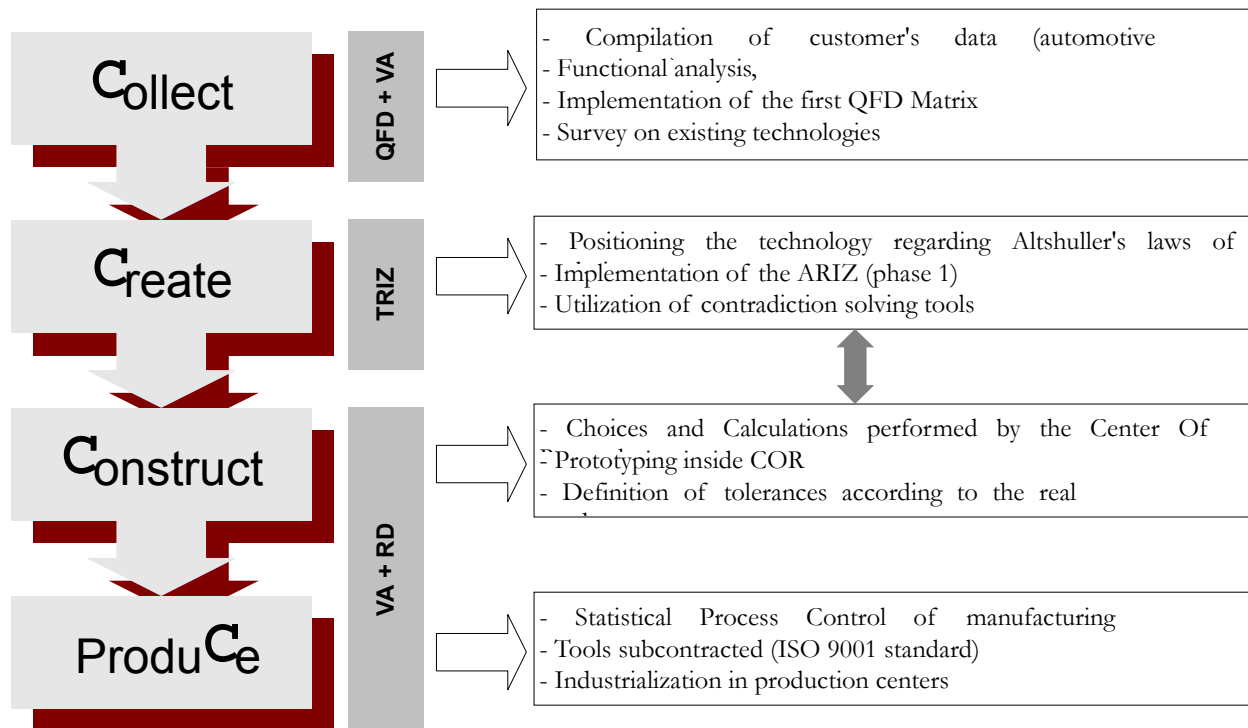 Collect
QFD + VA
- Compilation of customer's data (automotive
- Functional analysis,
- Implementation of the first QFD Matrix
- Survey on existing technologies
Create
TRIZ
- Positioning the technology regarding Altshuller's laws of
- Implementation of the ARIZ (phase 1)
- Utilization of contradiction solving tools
Construct
VA + RD
- Choices and Calculations performed by the Center Of
- Prototyping inside COR
- Definition of tolerances according to the real
ProduCe
- Statistical Process Control of manufacturing
- Tools subcontracted (ISO 9001 standard)
- Industrialization in production centers